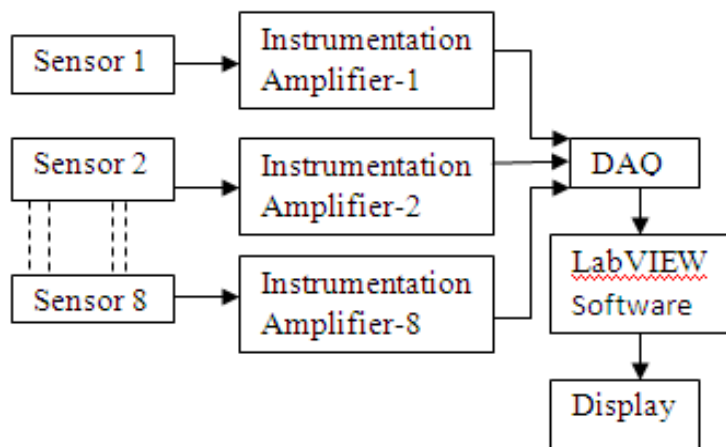 Sensor 1
Instrumentation
Amplifier-1
Sensor 2
Instrumentation
Amplifier-2
DAQ
Sensor 8
Instrumentation
Amplifier-8
LabVIEW
Software
Display